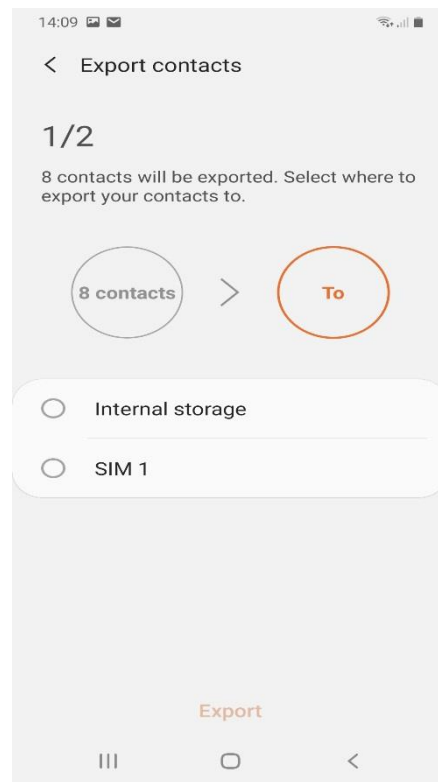 14:09
Export contacts
1/2
8 contacts will be exported. Select where to
export your contacts to.
8 contacts
To
Internal storage
SIM 1
Export